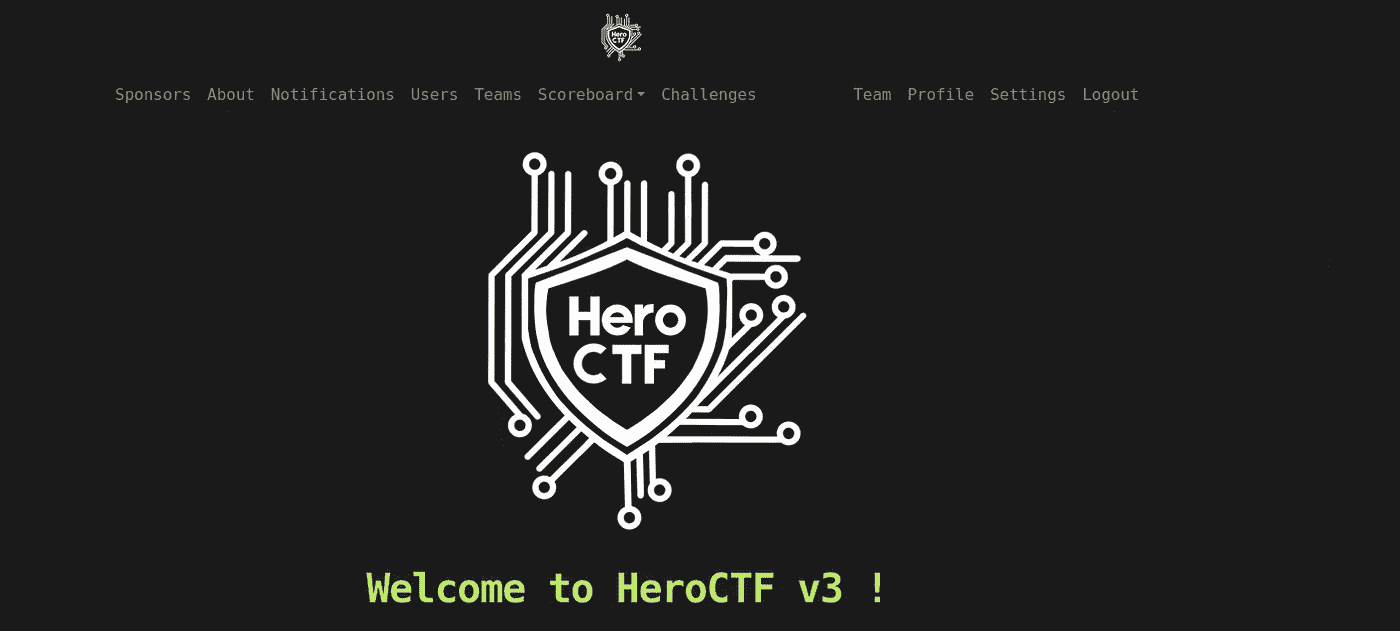 Hero
CTF
Sponsors About Notifications Users Teams Scoreboard Challenges Team Profile Settings Logout
Hero
CTF
Welcome to HeroCTF v3 !